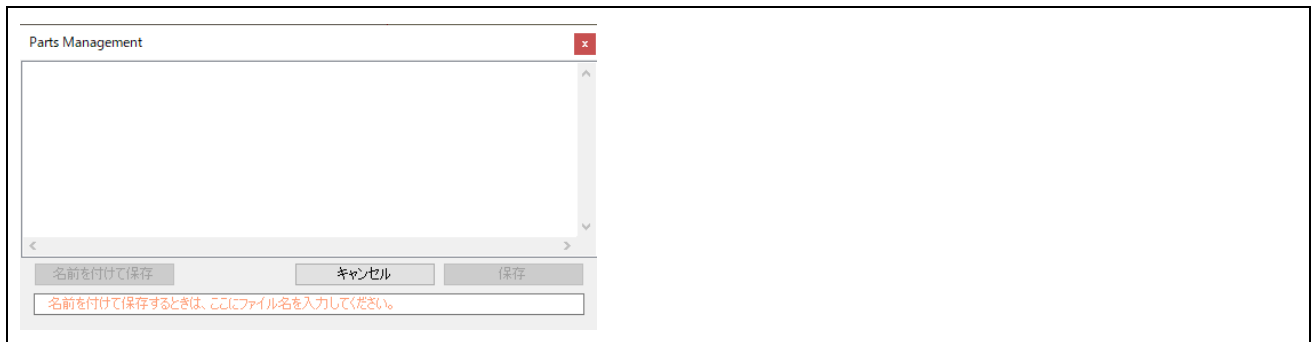 Parts Management
x
名前を付けて保存
キャンセル
保存
名前を付けて保存するときは、ここにファイル名を入力してください。